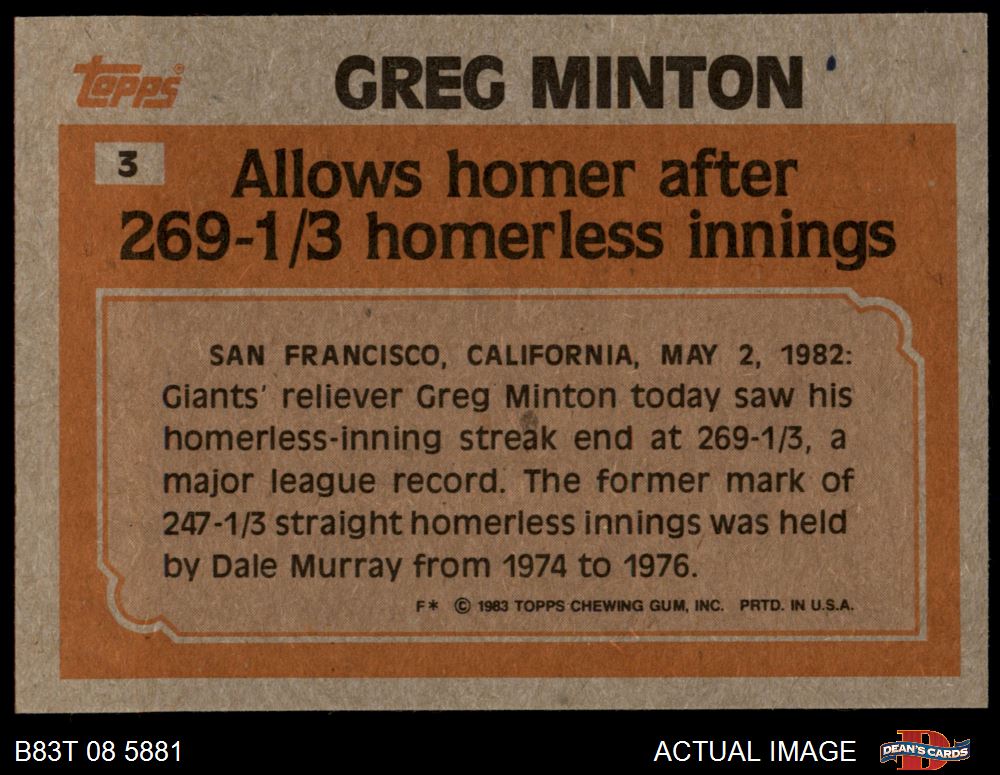 Topps©
GREG MINTON
3
Allows homer after
269-1/3 homerless innings
SAN FRANCISCO, CALIFORNIA, MAY 2, 1982:
Giants' reliever Greg Minton today saw his
homerless-inning streak end at 269-1/3, a
major league record. The former mark of
247-1/3 straight homerless innings was held
by Dale Murray from 1974 to 1976.
F* © 1983 TOPPS CHEWING GUM, INC. PRTD. IN U.S.A.
B83T 08 5881
ACTUAL IMAGE
D
DEAN'S CARDS